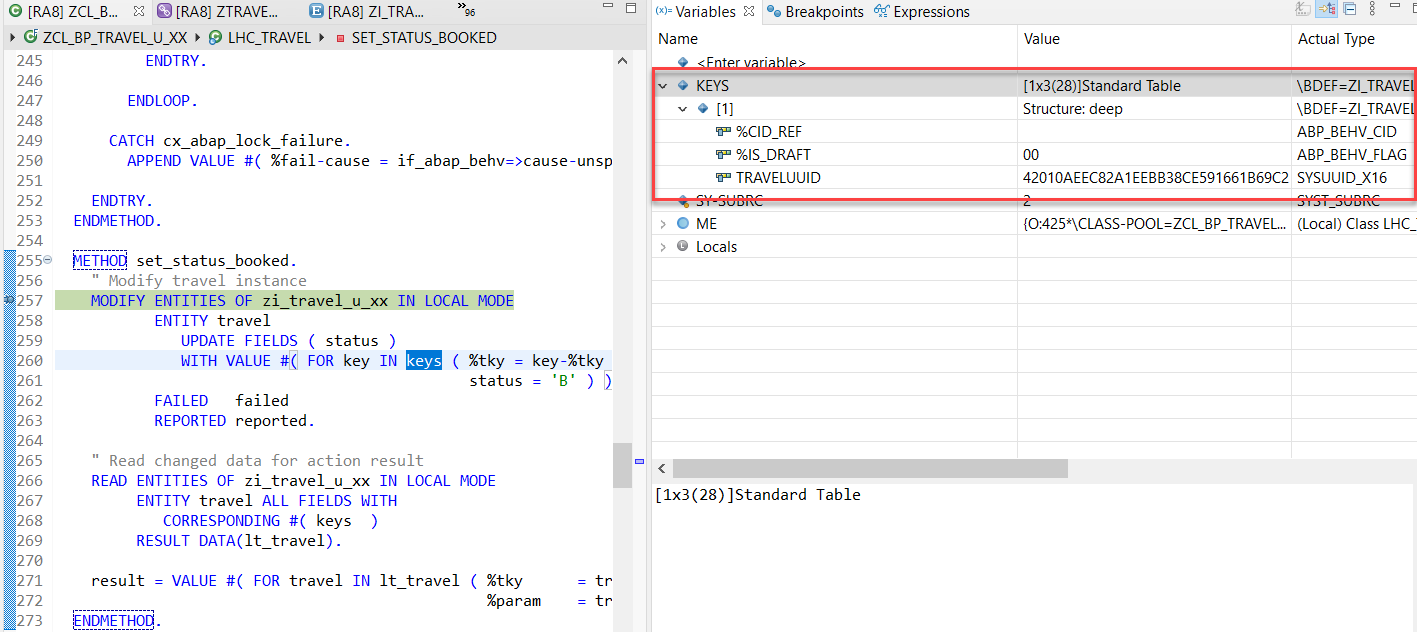 [RA8] ZCL_B... [RA8] ZTRAVE... [RA8] ZI_TRA... »96
ZCL_BP_TRAVEL_U_XX LHC_TRAVEL SET_STATUS_BOOKED
245 ENDTRY.
246
247 ENDLOOP.
248
249 CATCH cx_abap_lock_failure.
250 APPEND VALUE #( %fail-cause = if_abap_behv=>cause-unsp
251
252 ENDTRY.
253 ENDMETHOD.
254
255 METHOD set_status_booked.
256 " Modify travel instance
257 MODIFY ENTITIES OF zi_travel_u_xx IN LOCAL MODE
258 ENTITY travel
259 UPDATE FIELDS ( status )
260 WITH VALUE #( FOR key IN keys ( %tky = key-%tky
261 status = 'B' ) )
262 FAILED failed
263 REPORTED reported.
264
265 " Read changed data for action result
266 READ ENTITIES OF zi_travel_u_xx IN LOCAL MODE
267 ENTITY travel ALL FIELDS WITH
268 CORRESPONDING #( keys )
269 RESULT DATA(lt_travel).
270
271 result = VALUE #( FOR travel IN lt_travel ( %tky = tr
272 %param = tr
273 ENDMETHOD.
(x)= Variables Breakpoints Expressions
Name Value Actual Type
<Enter variable>
KEYS [1x3(28)]Standard Table \BDEF=ZI_TRAVEL
[1] Structure: deep \BDEF=ZI_TRAVEL
%CID_REF ABP_BEHV_CID
%IS_DRAFT 00 ABP_BEHV_FLAG
TRAVELUUID 42010AEEC82A1EEBB38CE591661B69C2 SYSUUID_X16
SY-SUBRC 2 SYST_SUBRC
ME {O:425*\CLASS-POOL=ZCL_BP_TRAVEL... (Local) Class LHC_
Locals
[1x3(28)]Standard Table